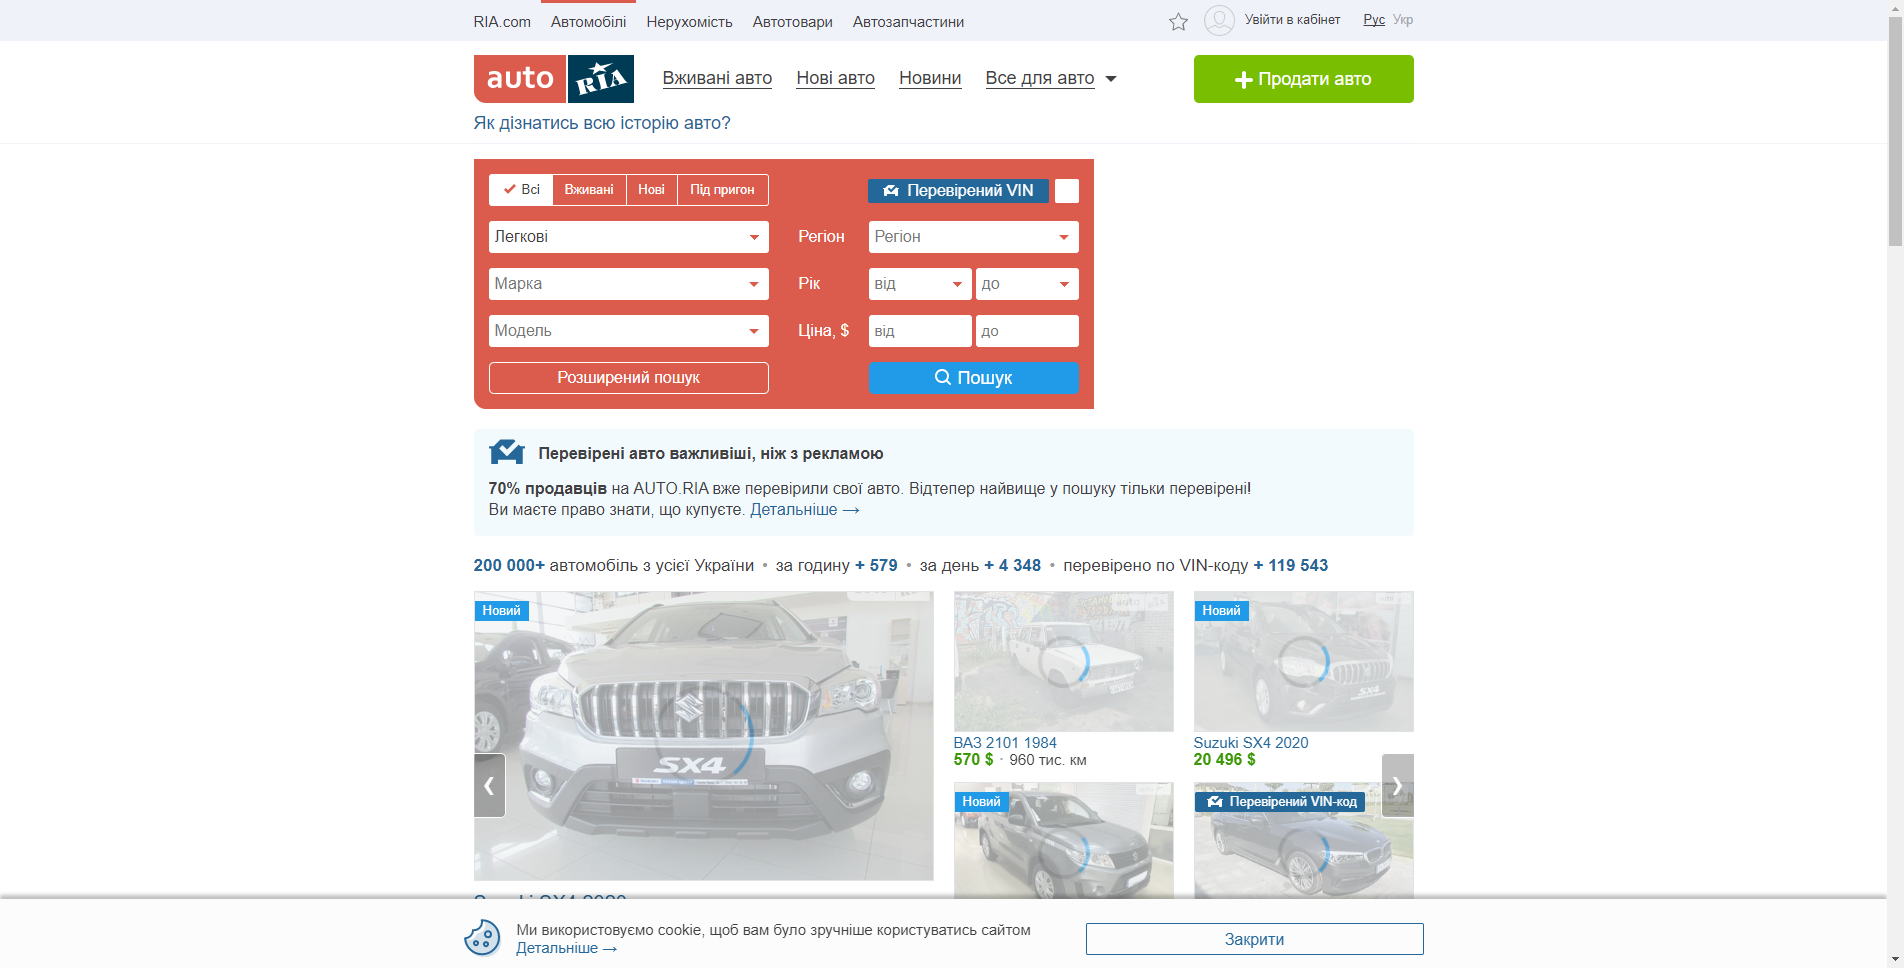 RIA.com Автомобілі Нерухомість Автотовари Автозапчастини Увійти в кабінет Рус Укр
auto RIA Вживані авто Нові авто Новини Все для авто Продати авто
Як дізнатись всю історію авто?
Всі Вживані Нові Під пригон Перевірений VIN
Легкові Регіон Регіон
Марка Рік від до
Модель Ціна, $ від до
Розширений пошук Пошук
Перевірені авто важливіші, ніж з рекламою
70% продавців на AUTO.RIA вже перевірили свої авто. Відтепер найвище у пошуку тільки перевірені!
Ви маєте право знати, що купуєте. Детальніше →
200 000+ автомобіль з усієї України • за годину + 579 • за день + 4 348 • перевірено по VIN-коду + 119 543
Новий
SX4
Новий
SX4
ВАЗ 2101 1984
570 $ · 960 тис. км
Suzuki SX4 2020
20 496 $
Новий
Перевірений VIN-код
Suzuki SX4 2020
Ми використовуємо cookie, щоб вам було зручніше користуватись сайтом
Детальніше →
Закрити